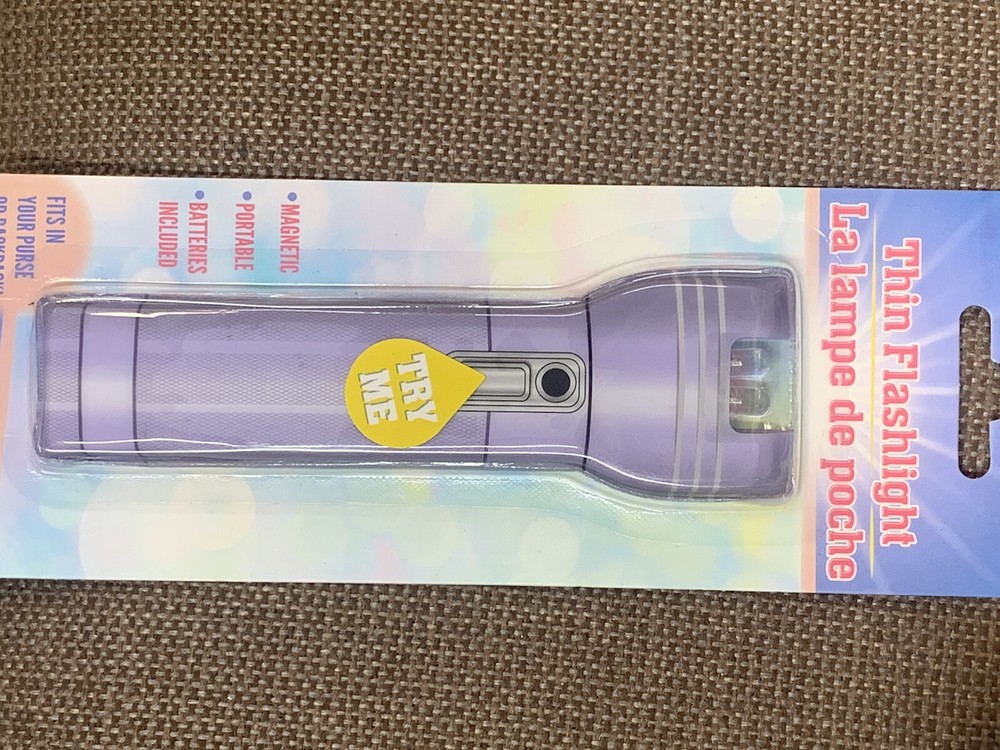 Thin Flashlight
La lampe de poche
• MAGNETIC
• PORTABLE
• BATTERIES
INCLUDED
TRY
ME
FITS IN
YOUR PURSE